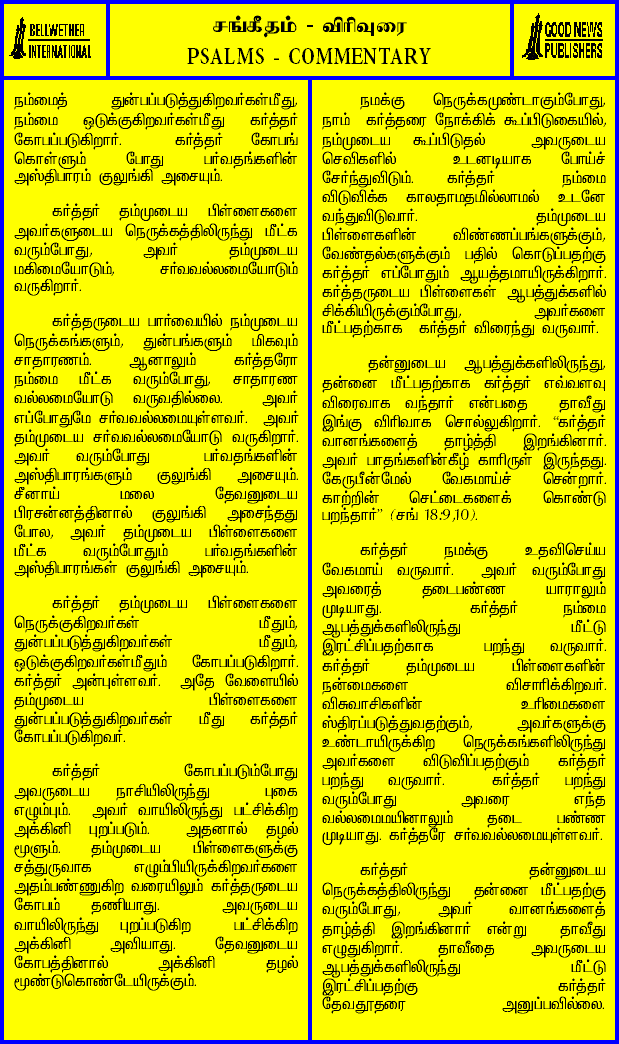 BELLWETHER
INTERNATIONAL
சங்கீதம் - விரிவுரை
PSALMS - COMMENTARY
GOOD NEWS
PUBLISHERS
நம்மைத் துன்பப்படுத்துகிறவர்கள்மீது,
நம்மை ஒடுக்குகிறவர்கள்மீது கர்த்தர்
கோபப்படுகிறார். கர்த்தர் கோபங்
கொள்ளும் போது பர்வதங்களின்
அஸ்திபாரம் குலுங்கி அசையும்.
கர்த்தர் தம்முடைய பிள்ளைகளை
அவர்களுடைய நெருக்கத்திலிருந்து மீட்க
வரும்போது, அவர் தம்முடைய
மகிமையோடும், சர்வவல்லமையோடும்
வருகிறார்.
கர்த்தருடைய பார்வையில் நம்முடைய
நெருக்கங்களும், துன்பங்களும் மிகவும்
சாதாரணம். ஆனாலும் கர்த்தரோ
நம்மை மீட்க வரும்போது, சாதாரண
வல்லமையோடு வருவதில்லை. அவர்
எப்போதுமே சர்வவல்லமையுள்ளவர். அவர்
தம்முடைய சர்வவல்லமையோடு வருகிறார்.
அவர் வரும்போது பர்வதங்களின்
அஸ்திபாரங்களும் குலுங்கி அசையும்.
சீனாய் மலை தேவனுடைய
பிரசன்னத்தினால் குலுங்கி அசைந்தது
போல, அவர் தம்முடைய பிள்ளைகளை
மீட்க வரும்போதும் பர்வதங்களின்
அஸ்திபாரங்கள் குலுங்கி அசையும்.
கர்த்தர் தம்முடைய பிள்ளைகளை
நெருக்குகிறவர்கள் மீதும்,
துன்பப்படுத்துகிறவர்கள் மீதும்,
ஒடுக்குகிறவர்கள்மீதும் கோபப்படுகிறார்.
கர்த்தர் அன்புள்ளவர். அதே வேளையில்
தம்முடைய பிள்ளைகளை
துன்பப்படுத்துகிறவர்கள் மீது கர்த்தர்
கோபப்படுகிறவர்.
கர்த்தர் கோபப்படும்போது
அவருடைய நாசியிலிருந்து புகை
எழும்பும். அவர் வாயிலிருந்து பட்சிக்கிற
அக்கினி புறப்படும். அதனால் தழல்
மூளும். தம்முடைய பிள்ளைகளுக்கு
சத்துருவாக எழும்பியிருக்கிறவர்களை
அதம்பண்ணுகிற வரையிலும் கர்த்தருடைய
கோபம் தணியாது. அவருடைய
வாயிலிருந்து புறப்படுகிற பட்சிக்கிற
அக்கினி அவியாது. தேவனுடைய
கோபத்தினால் அக்கினி தழல்
மூண்டுகொண்டேயிருக்கும்.
நமக்கு நெருக்கமுண்டாகும்போது,
நாம் கர்த்தரை நோக்கிக் கூப்பிடுகையில்,
நம்முடைய கூப்பிடுதல் அவருடைய
செவிகளில் உடனடியாக போய்ச்
சேர்ந்துவிடும். கர்த்தர் நம்மை
விடுவிக்க காலதாமதமில்லாமல் உடனே
வந்துவிடுவார். தம்முடைய
பிள்ளைகளின் விண்ணப்பங்களுக்கும்,
வேண்தல்களுக்கும் பதில் கொடுப்பதற்கு
கர்த்தர் எப்போதும் ஆயத்தமாயிருக்கிறார்.
கர்த்தருடைய பிள்ளைகள் ஆபத்துக்களில்
சிக்கியிருக்கும்போது, அவர்களை
மீட்பதற்காக கர்த்தர் விரைந்து வருவார்.
தன்னுடைய ஆபத்துக்களிலிருந்து,
தன்னை மீட்பதற்காக கர்த்தர் எவ்வளவு
விரைவாக வந்தார் என்பதை தாவீது
இங்கு விரிவாக சொல்லுகிறார். “கர்த்தர்
வானங்களைத் தாழ்த்தி இறங்கினார்.
அவர் பாதங்களின்கீழ் காரிருள் இருந்தது.
கேருபீன்மேல் வேகமாய்ச் சென்றார்.
காற்றின் செட்டைகளைக் கொண்டு
பறந்தார்” (சங் 18.9,10).
கர்த்தர் நமக்கு உதவிசெய்ய
வேகமாய் வருவார். அவர் வரும்போது
அவரைத் தடைபண்ண யாராலும்
முடியாது. கர்த்தர் நம்மை
ஆபத்துக்களிலிருந்து மீட்டு
இரட்சிப்பதற்காக பறந்து வருவார்.
கர்த்தர் தம்முடைய பிள்ளைகளின்
நன்மைகளை விசாரிக்கிறவர்.
விசுவாசிகளின் உரிமைகளை
ஸ்திரப்படுத்துவதற்கும், அவர்களுக்கு
உண்டாயிருக்கிற நெருக்கங்களிலிருந்து
அவர்களை விடுவிப்பதற்கும் கர்த்தர்
பறந்து வருவார். கர்த்தர் பறந்து
வரும்போது அவரை எந்த
வல்லமைமயினாலும் தடை பண்ண
முடியாது. கர்த்தரே சர்வவல்லமையுள்ளவர்.
கர்த்தர் தன்னுடைய
நெருக்கத்திலிருந்து தன்னை மீட்பதற்கு
வரும்போது, அவர் வானங்களைத்
தாழ்த்தி இறங்கினார் என்று தாவீது
எழுதுகிறார். தாவீதை அவருடைய
ஆபத்துக்களிலிருந்து மீட்டு
இரட்சிப்பதற்கு கர்த்தர்
தேவதூதரை அனுப்பவில்லை.